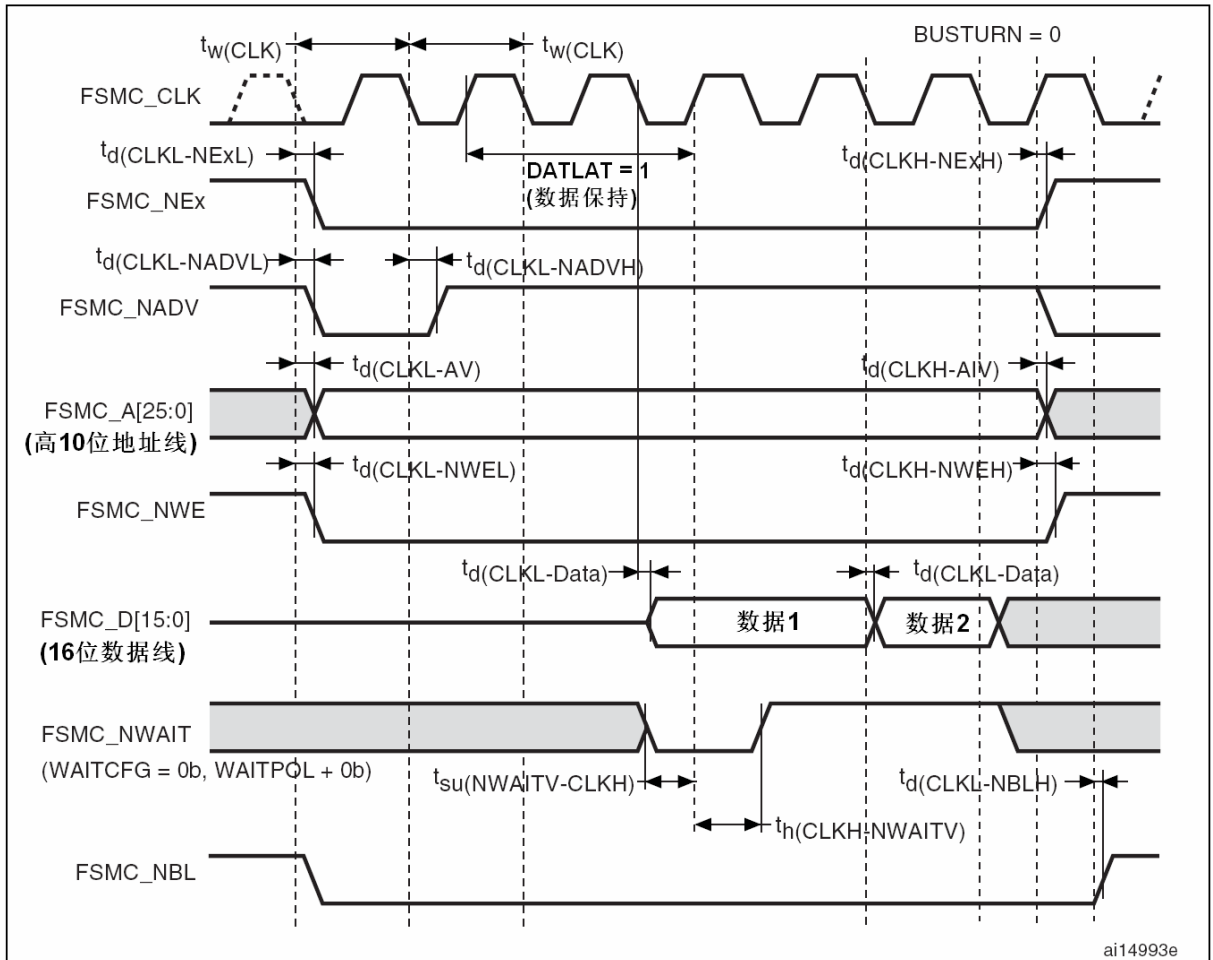 tw(CLK) tw(CLK) BUSTURN = 0
FSMC_CLK
td(CLKL-NExL) DATLAT = 1 td(CLKH-NExH)
(数据保持)
FSMC_NEx
td(CLKL-NADVL) td(CLKL-NADVH)
FSMC_NADV
td(CLKL-AV) td(CLKH-AIV)
FSMC_A[25:0]
(高10位地址线)
td(CLKL-NWEL) td(CLKH-NWEH)
FSMC_NWE
td(CLKL-Data) td(CLKL-Data)
FSMC_D[15:0] 数据1 数据2
(16位数据线)
FSMC_NWAIT
(WAITCFG = 0b, WAITPOL + 0b)
tsu(NWAITV-CLKH) td(CLKL-NBLH)
th(CLKH-NWAITV)
FSMC_NBL
ai14993e